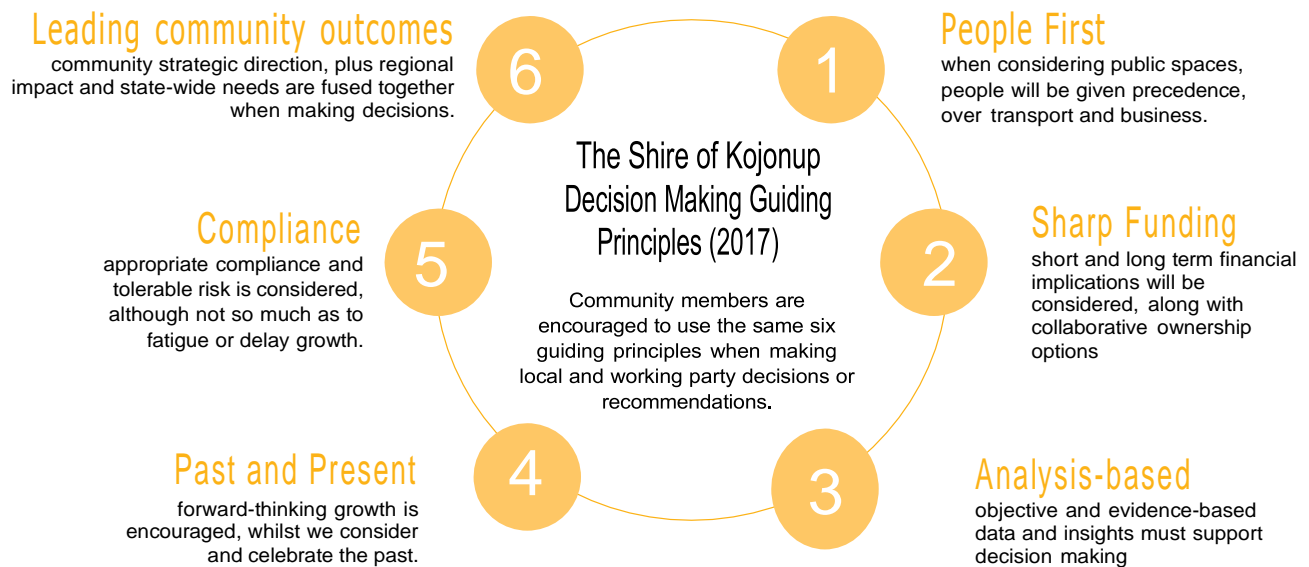 The Shire of Kojonup
Decision Making Guiding
Principles (2017)
Community members are
encouraged to use the same six
guiding principles when making
local and working party decisions or
recommendations.
1
People First
when considering public spaces,
people will be given precedence,
over transport and business.
2
Sharp Funding
short and long term financial
implications will be
considered, along with
collaborative ownership
options
3
Analysis-based
objective and evidence-based
data and insights must support
decision making
4
Past and Present
forward-thinking growth is
encouraged, whilst we consider
and celebrate the past.
5
Compliance
appropriate compliance and
tolerable risk is considered,
although not so much as to
fatigue or delay growth.
6
Leading community outcomes
community strategic direction, plus regional
impact and state-wide needs are fused together
when making decisions.